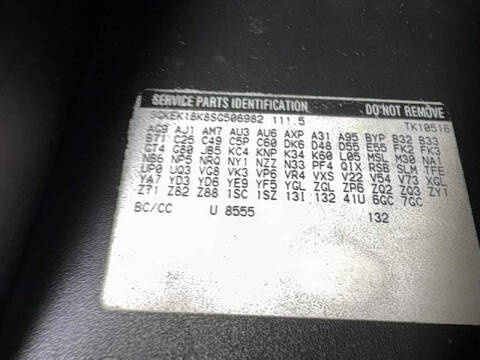 SERVICE PARTS IDENTIFICATION DO NOT REMOVE
3GKEK18K8SG506982 111.5 TK10516
AG9 AJ1 AM7 AU3 AU6 AXP A31 A95 BYP B32 B33
B71 C25 C49 C5P C60 DK6 D48 D55 E55 FK2 FK3
GT4 G80 JB5 KC4 KNP K34 K60 L05 MSL M30 NA1
NB6 NP5 NRQ NY1 NZZ N33 PF4 QIX RSB SLM TFE
UP0 UQ3 VG8 VK3 VP6 VR4 VXS V22 V54 V73 XGL
YA7 YD3 YD6 YE9 YF5 YGL ZGL ZP6 ZQ2 ZQ3 ZY1
Z71 Z82 Z88 1SC 1SZ 13I 132 41U 6GC 7GC
BC/CC U 8555 132